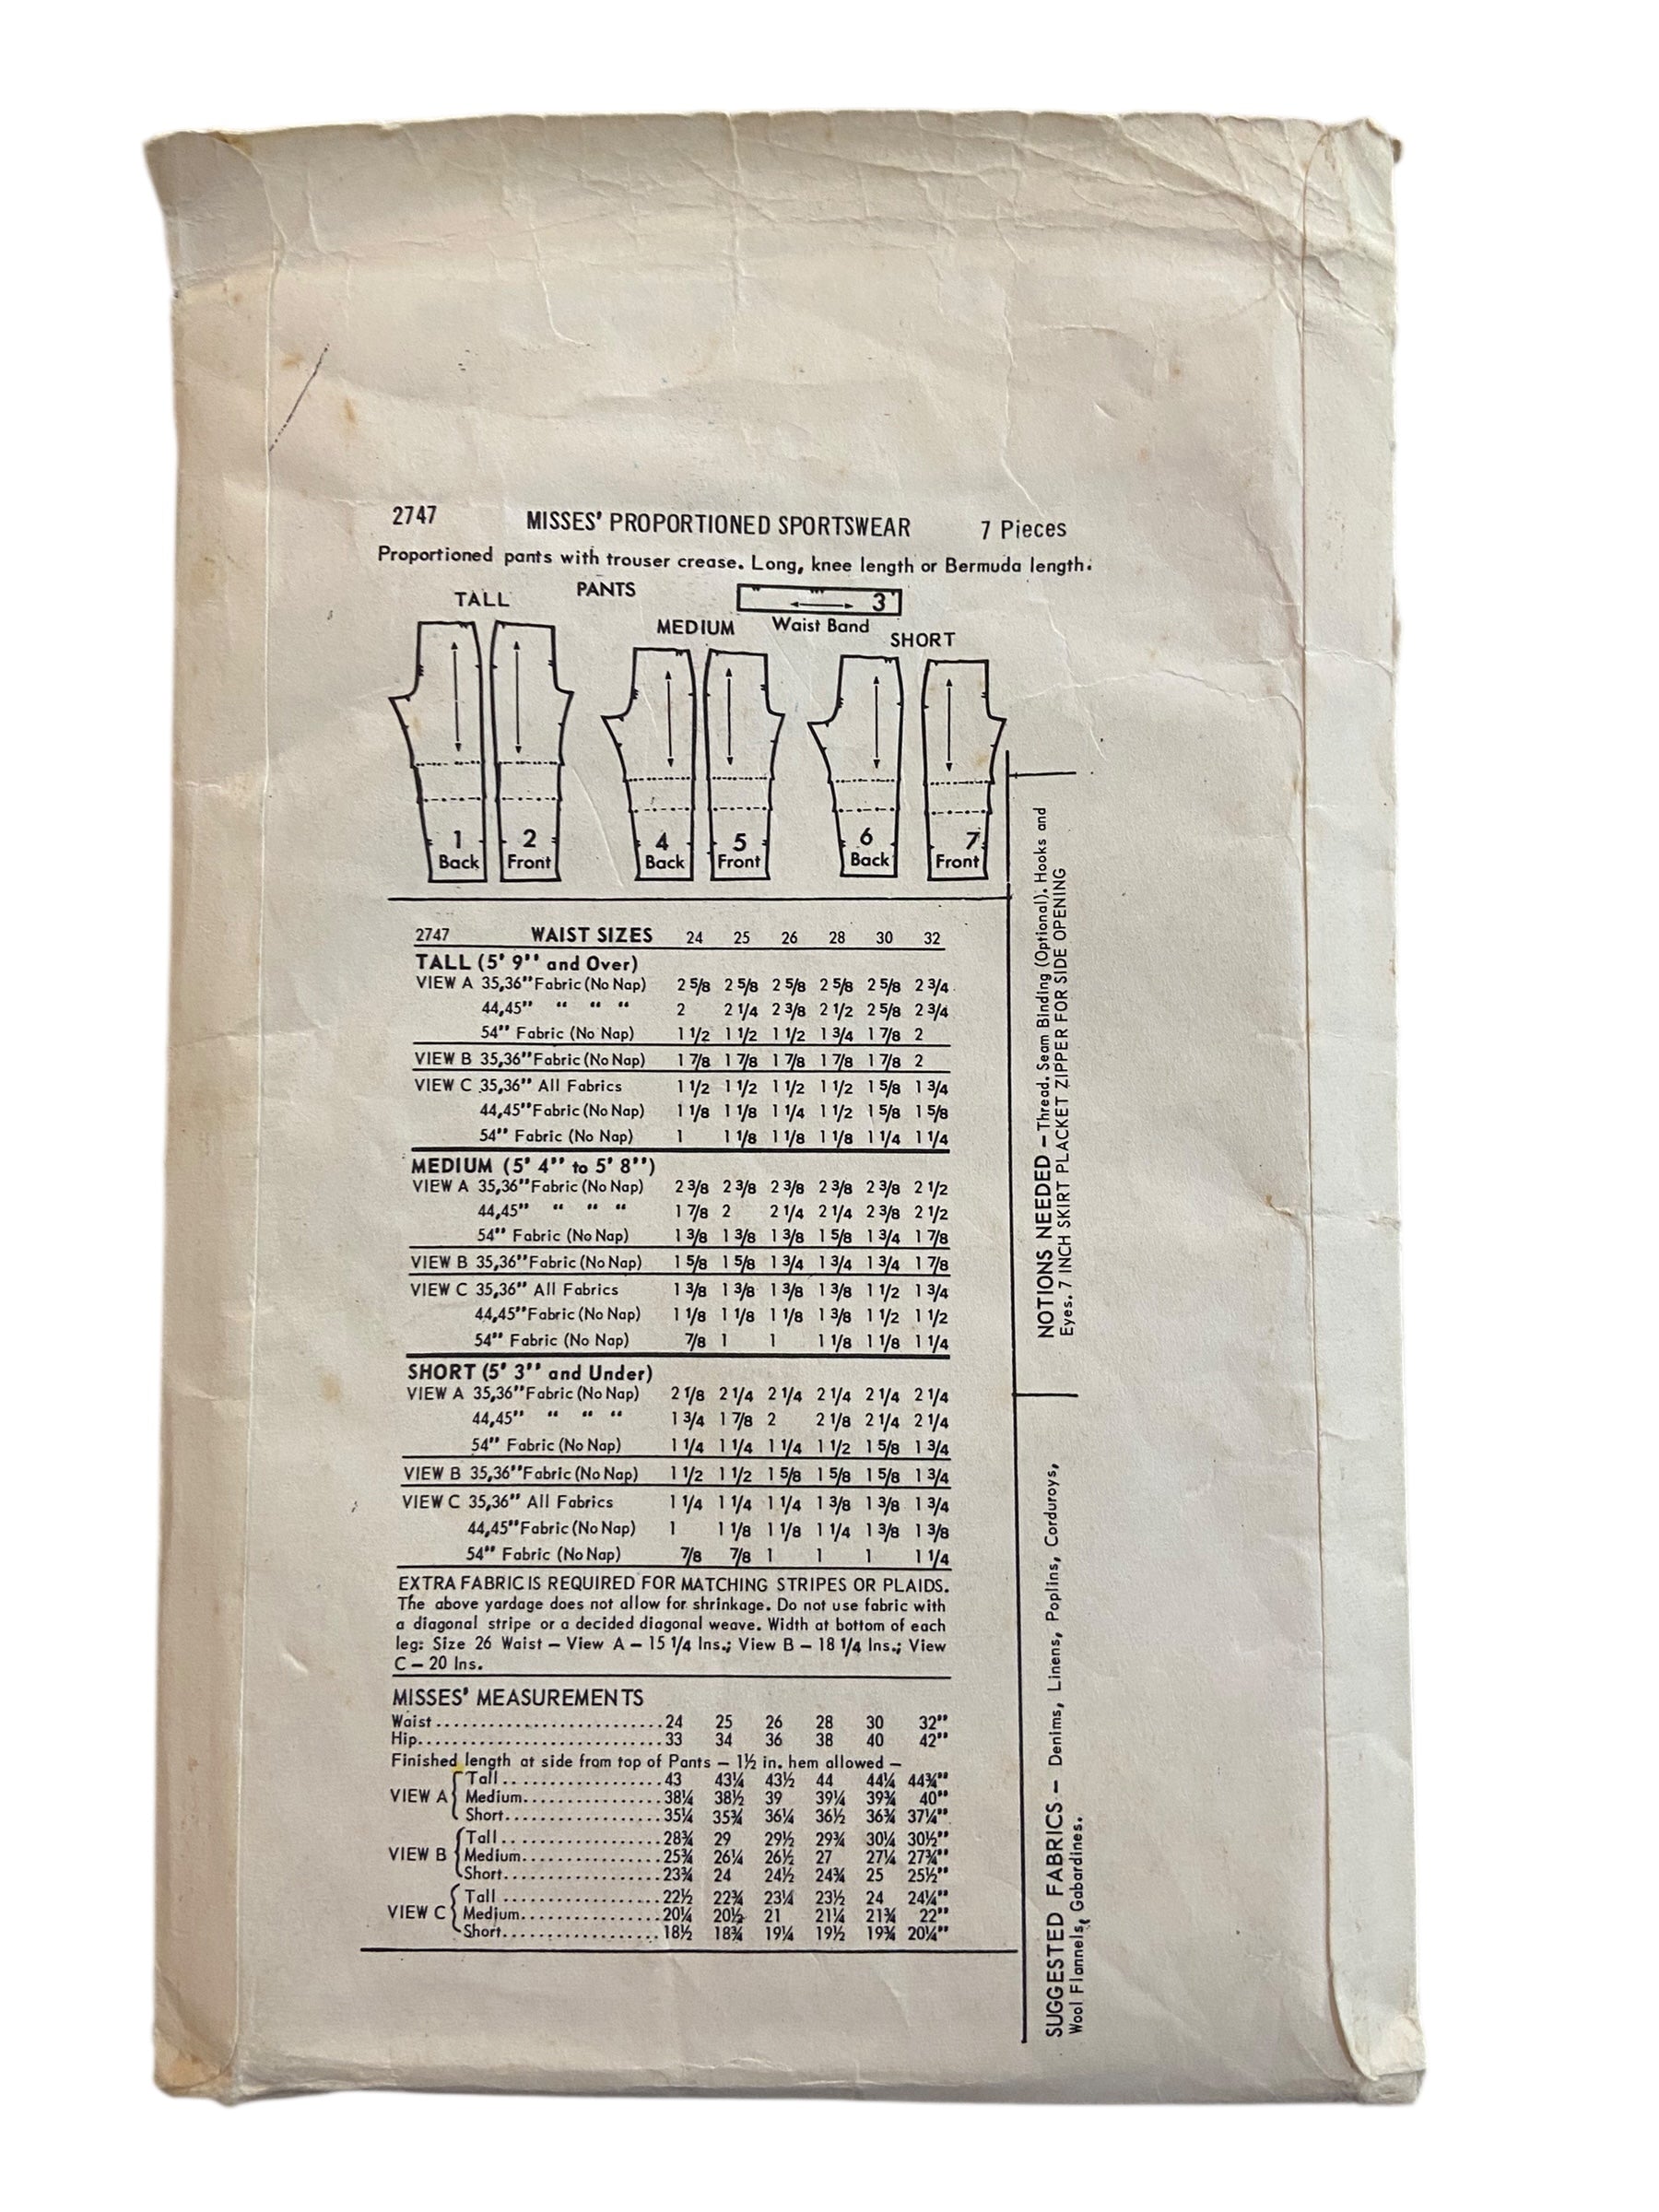 2747 MISSES' PROPORTIONED SPORTSWEAR 7 Pieces
Proportioned pants with trouser crease. Long, knee length or Bermuda length.
PANTS
TALL
3
MEDIUM Waist Band
SHORT
1 2 4 5 6 7
Back Front Back Front Back Front
2747 WAIST SIZES 24 25 26 28 30 32
TALL (5' 9" and Over)
VIEW A 35,36" Fabric (No Nap) 2 5/8 2 5/8 2 5/8 2 5/8 2 5/8 2 3/4
44,45" " " " 2 2 1/4 2 3/8 2 1/2 2 5/8 2 3/4
54" Fabric (No Nap) 1 1/2 1 1/2 1 1/2 1 3/4 1 7/8 2
VIEW B 35,36" Fabric (No Nap) 1 7/8 1 7/8 1 7/8 1 7/8 1 7/8 2
VIEW C 35,36" All Fabrics 1 1/2 1 1/2 1 1/2 1 1/2 1 5/8 1 3/4
44,45" Fabric (No Nap) 1 1/8 1 1/8 1 1/4 1 1/2 1 5/8 1 5/8
54" Fabric (No Nap) 1 1 1/8 1 1/8 1 1/8 1 1/4 1 1/4
MEDIUM (5' 4" to 5' 8")
VIEW A 35,36" Fabric (No Nap) 2 3/8 2 3/8 2 3/8 2 3/8 2 3/8 2 1/2
44,45" " " " 1 7/8 2 2 1/4 2 1/4 2 3/8 2 1/2
54" Fabric (No Nap) 1 3/8 1 3/8 1 3/8 1 5/8 1 3/4 1 7/8
VIEW B 35,36" Fabric (No Nap) 1 5/8 1 5/8 1 3/4 1 3/4 1 3/4 1 7/8
VIEW C 35,36" All Fabrics 1 3/8 1 3/8 1 3/8 1 3/8 1 1/2 1 3/4
44,45" Fabric (No Nap) 1 1/8 1 1/8 1 1/8 1 3/8 1 1/2 1 1/2
54" Fabric (No Nap) 7/8 1 1 1 1/8 1 1/8 1 1/4
SHORT (5' 3" and Under)
VIEW A 35,36" Fabric (No Nap) 2 1/8 2 1/4 2 1/4 2 1/4 2 1/4 2 1/4
44,45" " " " 1 3/4 1 7/8 2 2 1/8 2 1/4 2 1/4
54" Fabric (No Nap) 1 1/4 1 1/4 1 1/4 1 1/2 1 5/8 1 3/4
VIEW B 35,36" Fabric (No Nap) 1 1/2 1 1/2 1 5/8 1 5/8 1 5/8 1 3/4
VIEW C 35,36" All Fabrics 1 1/4 1 1/4 1 1/4 1 3/8 1 3/8 1 3/4
44,45" Fabric (No Nap) 1 1 1/8 1 1/8 1 1/4 1 3/8 1 3/8
54" Fabric (No Nap) 7/8 7/8 1 1 1 1 1/4
EXTRA FABRIC IS REQUIRED FOR MATCHING STRIPES OR PLAIDS.
The above yardage does not allow for shrinkage. Do not use fabric with
a diagonal stripe or a decided diagonal weave. Width at bottom of each
leg: Size 26 Waist – View A – 15 1/4 Ins.; View B – 18 1/4 Ins.; View
C – 20 Ins.
MISSES' MEASUREMENTS
Waist 24 25 26 28 30 32"
Hip 33 34 36 38 40 42"
Finished length at side from top of Pants – 1½ in. hem allowed –
Tall 43 43¼ 43½ 44 44¼ 44¾"
VIEW A Medium 38¼ 38½ 39 39¼ 39¾ 40"
Short 35¼ 35¾ 36¼ 36½ 36¾ 37¼"
Tall 28¾ 29 29½ 29¾ 30¼ 30½"
VIEW B Medium 25¾ 26¼ 26½ 27 27¼ 27¾"
Short 23¾ 24 24½ 24¾ 25 25½"
Tall 22½ 22¾ 23¼ 23½ 24 24¼"
VIEW C Medium 20¼ 20½ 21 21¼ 21¾ 22"
Short 18½ 18¾ 19¼ 19½ 19¾ 20¼"
NOTIONS NEEDED – Thread. Seam Binding (Optional). Hooks and
Eyes. 7 INCH SKIRT PLACKET ZIPPER FOR SIDE OPENING
SUGGESTED FABRICS – Denims, Linens, Poplins, Corduroys,
Wool Flannels, Gabardines.